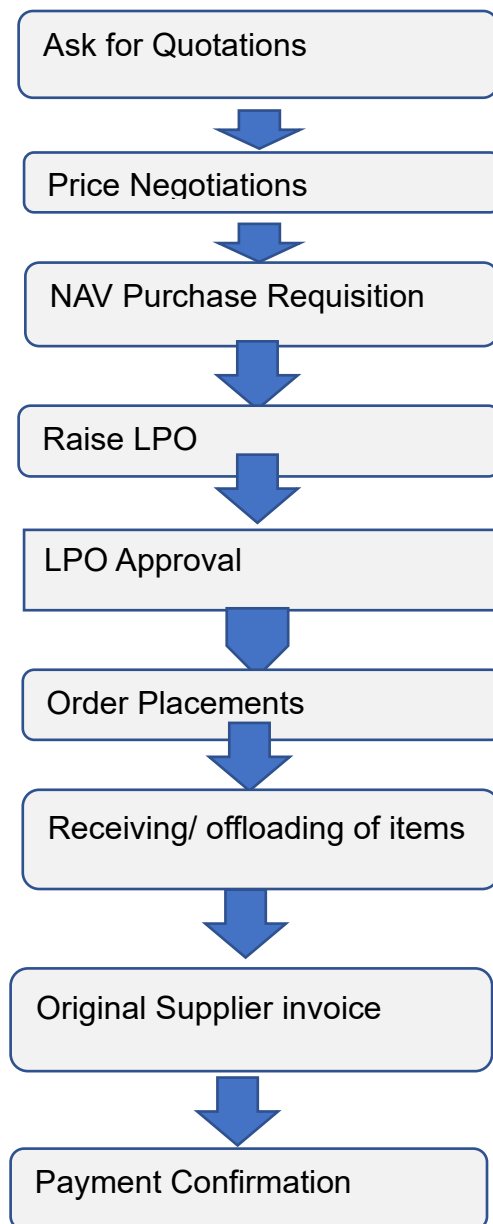 Ask for Quotations
Price Negotiations
NAV Purchase Requisition
Raise LPO
LPO Approval
Order Placements
Receiving/ offloading of items
Original Supplier invoice
Payment Confirmation